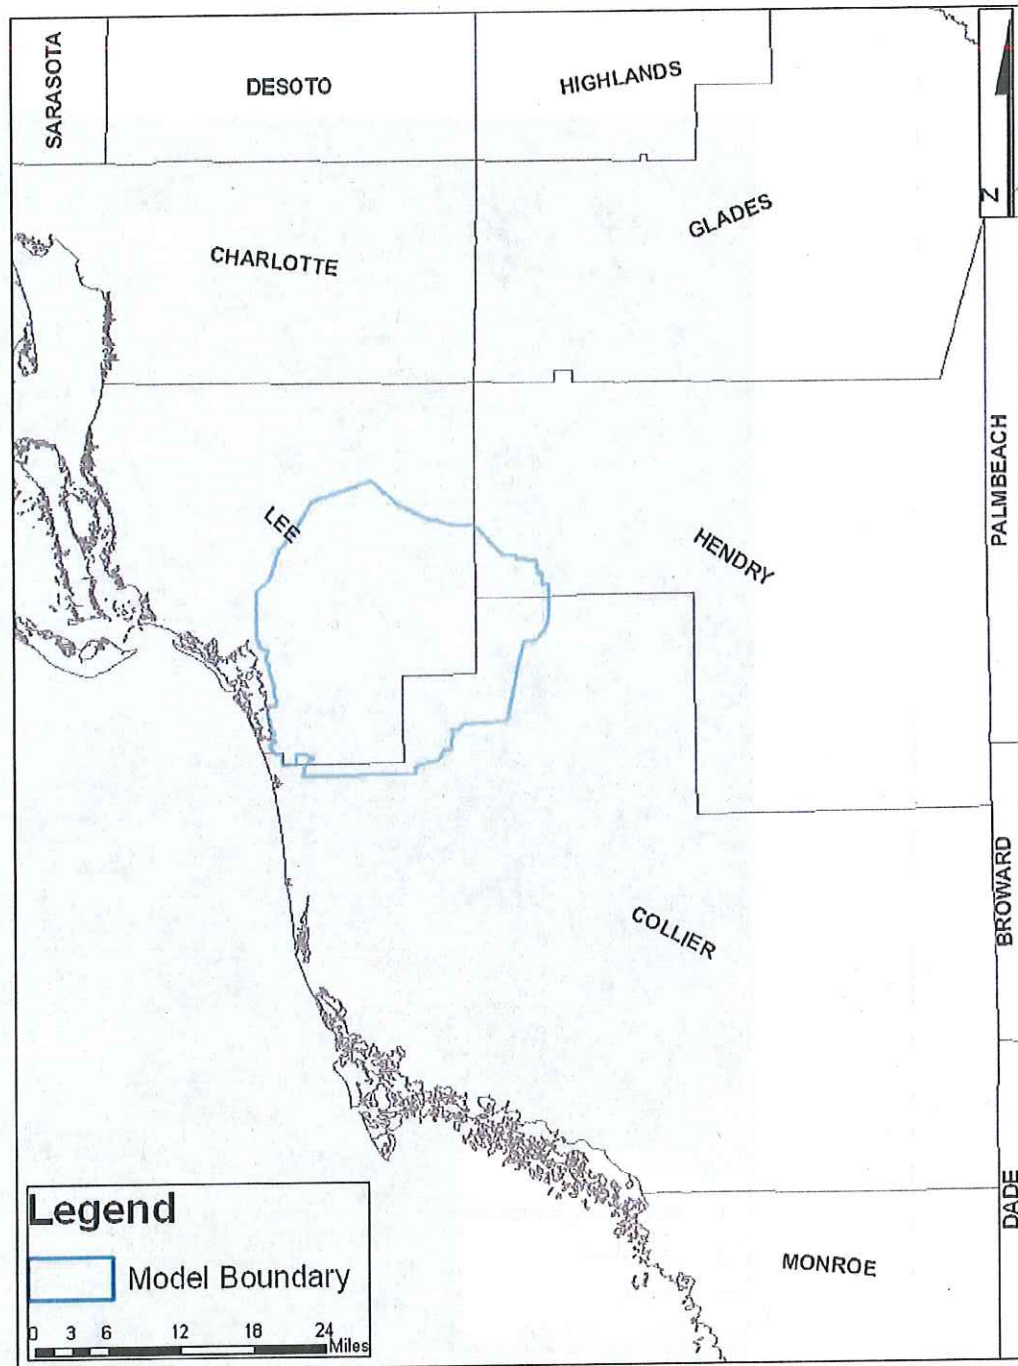 SARASOTA
DESOTO
HIGHLANDS
Z
GLADES
CHARLOTTE
PALMBEACH
LEE
HENDRY
BROWARD
COLLIER
DADE
MONROE
Legend
Model Boundary
0 3 6 12 18 24
Miles